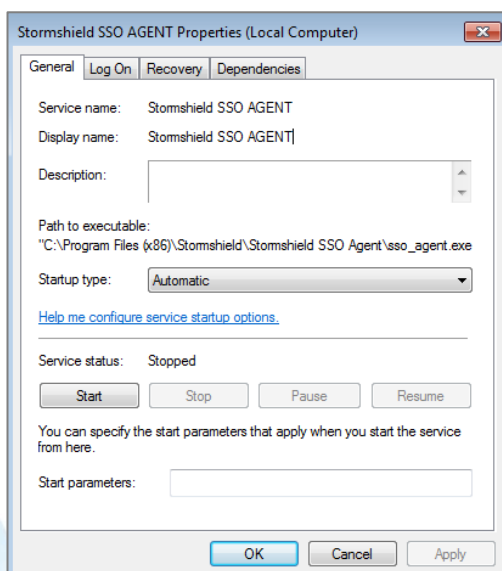 Stormshield SSO AGENT Properties (Local Computer)
General Log On Recovery Dependencies
Service name: Stormshield SSO AGENT
Display name: Stormshield SSO AGENT
Description:
Path to executable:
"C:\Program Files (x86)\Stormshield\Stormshield SSO Agent\sso_agent.exe
Startup type: Automatic
Help me configure service startup options.
Service status: Stopped
Start Stop Pause Resume
You can specify the start parameters that apply when you start the service
from here.
Start parameters:
OK Cancel Apply